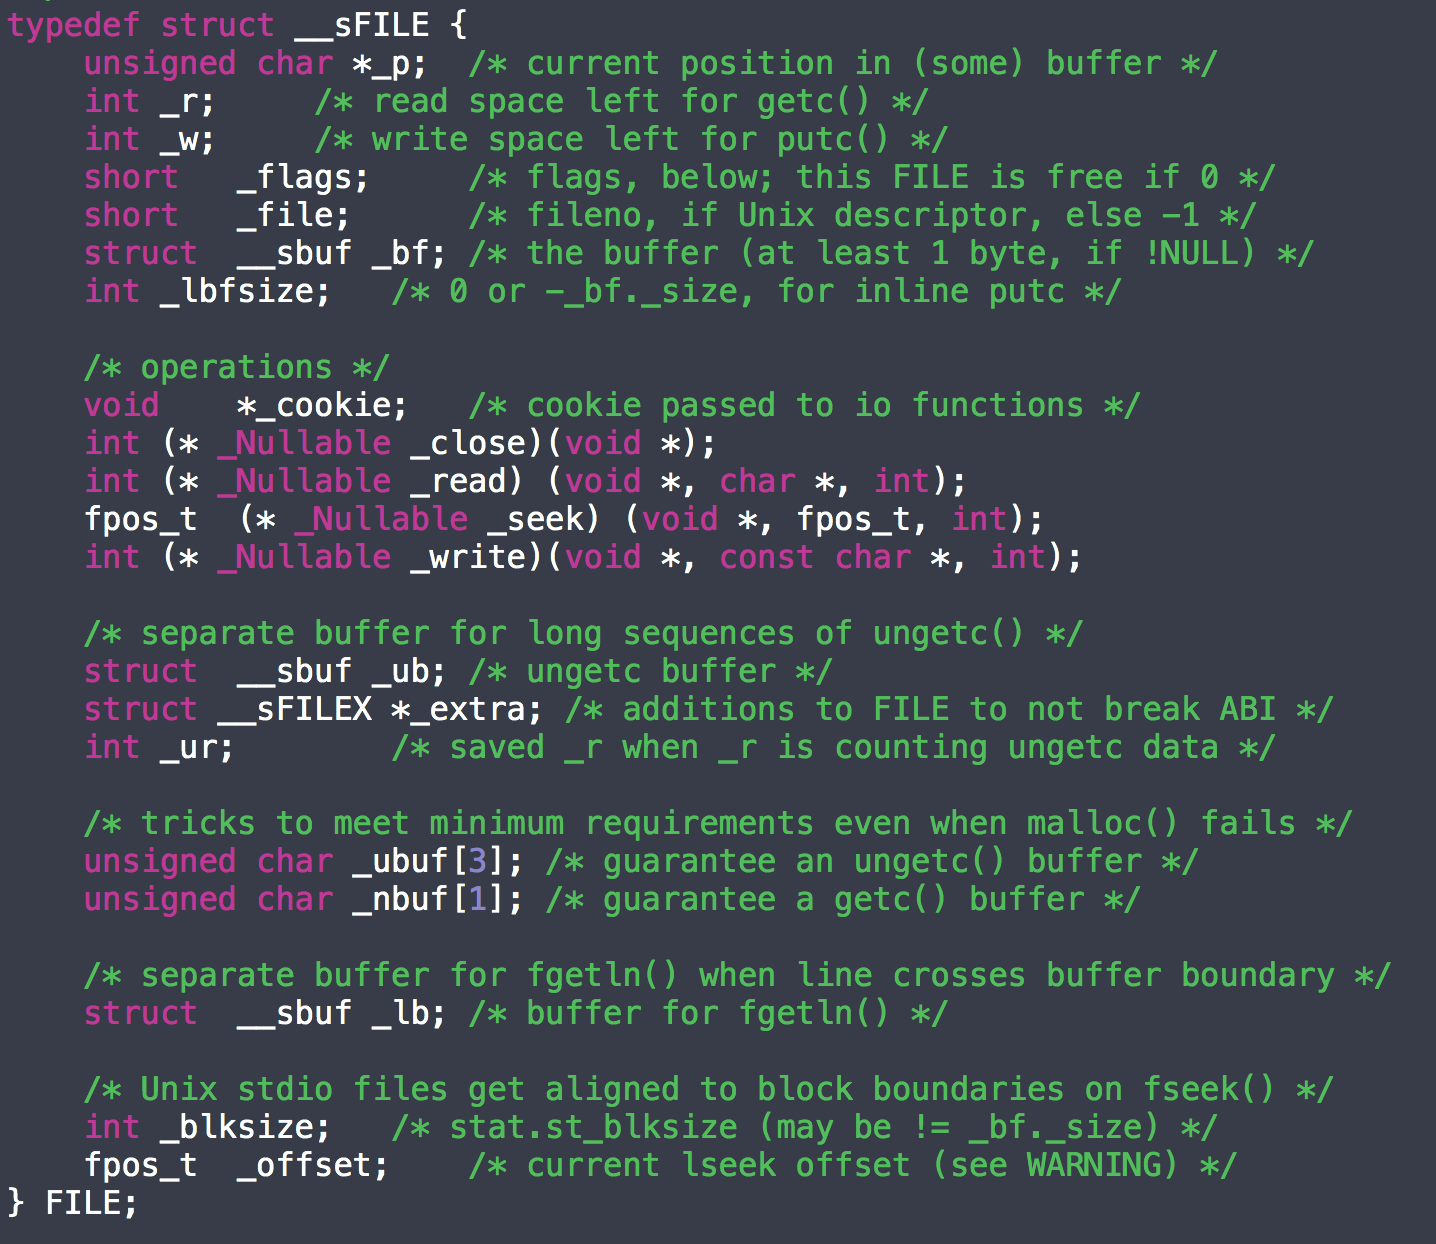 typedef struct __sFILE {
    unsigned char *_p;  /* current position in (some) buffer */
    int _r;     /* read space left for getc() */
    int _w;     /* write space left for putc() */
    short   _flags;     /* flags, below; this FILE is free if 0 */
    short   _file;      /* fileno, if Unix descriptor, else -1 */
    struct  __sbuf _bf; /* the buffer (at least 1 byte, if !NULL) */
    int _lbfsize;   /* 0 or -_bf._size, for inline putc */

    /* operations */
    void    *_cookie;   /* cookie passed to io functions */
    int (* _Nullable _close)(void *);
    int (* _Nullable _read) (void *, char *, int);
    fpos_t  (* _Nullable _seek) (void *, fpos_t, int);
    int (* _Nullable _write)(void *, const char *, int);

    /* separate buffer for long sequences of ungetc() */
    struct  __sbuf _ub; /* ungetc buffer */
    struct __sFILEX *_extra; /* additions to FILE to not break ABI */
    int _ur;        /* saved _r when _r is counting ungetc data */

    /* tricks to meet minimum requirements even when malloc() fails */
    unsigned char _ubuf[3]; /* guarantee an ungetc() buffer */
    unsigned char _nbuf[1]; /* guarantee a getc() buffer */

    /* separate buffer for fgetln() when line crosses buffer boundary */
    struct  __sbuf _lb; /* buffer for fgetln() */

    /* Unix stdio files get aligned to block boundaries on fseek() */
    int _blksize;   /* stat.st_blksize (may be != _bf._size) */
    fpos_t  _offset;    /* current lseek offset (see WARNING) */
} FILE;